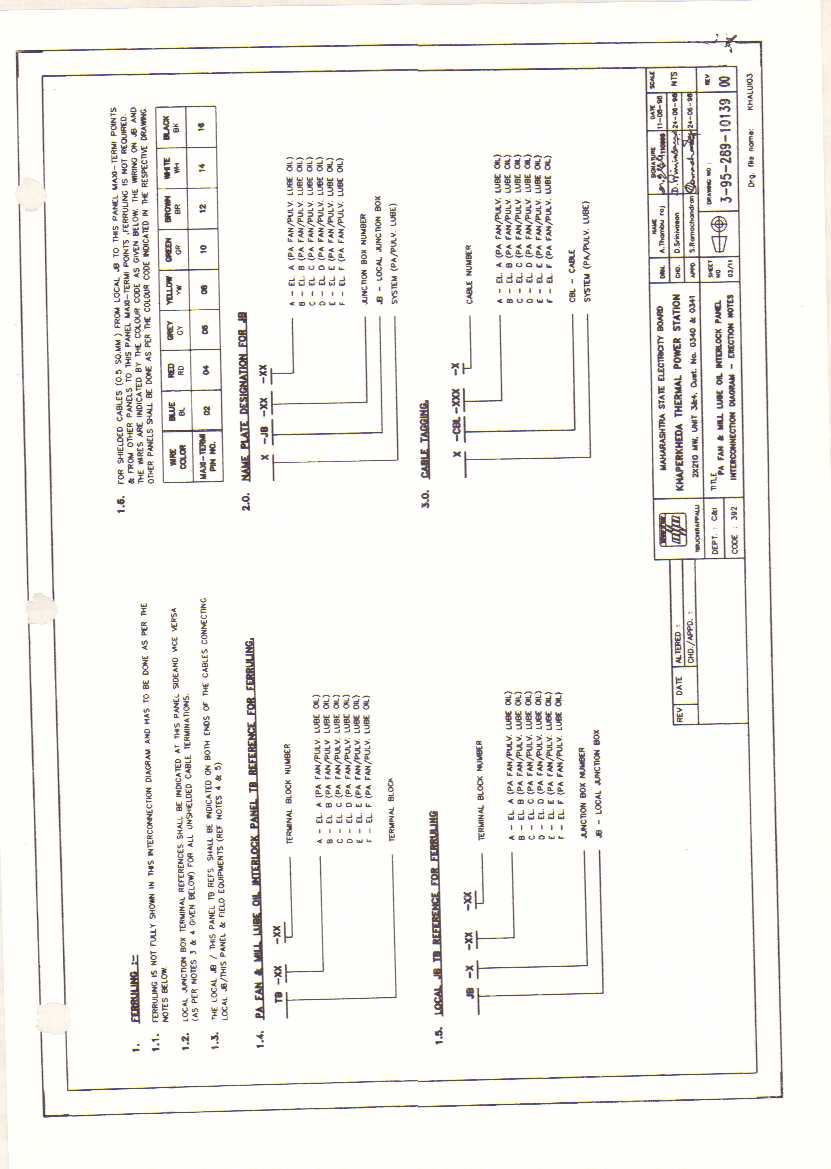 1. FERRULING :-
1.1. FERRULING IS NOT FULLY SHOWN IN THIS INTERCONNECTION DIAGRAM AND HAS TO BE DONE AS PER THE
NOTES BELOW.
1.2. LOCAL JUNCTION BOX TERMINAL REFERENCES SHALL BE INDICATED AT THIS PANEL SIDEAND VICE VERSA
(AS PER NOTES 3 & 4 GIVEN BELOW) FOR ALL UNSHIELDED CABLE TERMINATIONS.
1.3. THE LOCAL JB / THIS PANEL TB REFS. SHALL BE INDICATED ON BOTH ENDS OF THE CABLES CONNECTING
LOCAL JB/THIS PANEL & FIELD EQUIPMENTS (REF NOTES 4 & 5)
1.4. PA FAN & MILL LUBE OIL INTERLOCK PANEL TB REFERENCE FOR FERRULING.
TB -XX -XX
TERMINAL BLOCK NUMBER
A - EL. A (PA FAN/PULV. LUBE OIL)
B - EL. B (PA FAN/PULV. LUBE OIL)
C - EL. C (PA FAN/PULV. LUBE OIL)
D - EL. D (PA FAN/PULV. LUBE OIL)
E - EL. E (PA FAN/PULV. LUBE OIL)
F - EL. F (PA FAN/PULV. LUBE OIL)
TERMINAL BLOCK
1.5. LOCAL JB TB REFERENCE FOR FERRULING
JB -X -XX -XX
TERMINAL BLOCK NUMBER
A - EL. A (PA FAN/PULV. LUBE OIL)
B - EL. B (PA FAN/PULV. LUBE OIL)
C - EL. C (PA FAN/PULV. LUBE OIL)
D - EL. D (PA FAN/PULV. LUBE OIL)
E - EL. E (PA FAN/PULV. LUBE OIL)
F - EL. F (PA FAN/PULV. LUBE OIL)
JUNCTION BOX NUMBER
JB - LOCAL JUNCTION BOX
1.6. FOR SHIELDED CABLES (0.5 SQ.MM ) FROM LOCAL JB TO THIS PANEL MAXI-TERMI POINTS
& FROM OTHER PANELS TO THIS PANEL MAXI-TERMI POINTS ,FERRULING IS NOT REQUIRED.
THE WIRES ARE INDICATED BY THE COLOUR CODE AS GIVEN BELOW. THE WIRING ON JB AND
OTHER PANELS SHALL BE DONE AS PER THE COLOUR CODE INDICATED IN THE RESPECTIVE DRAWING.
WIRE COLOR BLUE BL RED RD GREY GY YELLOW YW GREEN GR BROWN BR WHITE WH BLACK BK
MAXI-TERMI PIN NO. 02 04 06 08 10 12 14 16
2.0. NAME PLATE DESIGNATION FOR JB
X -JB -XX -XX
A - EL. A (PA FAN/PULV. LUBE OIL)
B - EL. B (PA FAN/PULV. LUBE OIL)
C - EL. C (PA FAN/PULV. LUBE OIL)
D - EL. D (PA FAN/PULV. LUBE OIL)
E - EL. E (PA FAN/PULV. LUBE OIL)
F - EL. F (PA FAN/PULV. LUBE OIL)
JUNCTION BOX NUMBER
JB - LOCAL JUNCTION BOX
SYSTEM (PA/PULV. LUBE)
3.0. CABLE TAGGING.
X -CBL -XXX -X
CABLE NUMBER
A - EL. A (PA FAN/PULV. LUBE OIL)
B - EL. B (PA FAN/PULV. LUBE OIL)
C - EL. C (PA FAN/PULV. LUBE OIL)
D - EL. D (PA FAN/PULV. LUBE OIL)
E - EL. E (PA FAN/PULV. LUBE OIL)
F - EL. F (PA FAN/PULV. LUBE OIL)
CBL - CABLE
SYSTEM (PA/PULV. LUBE)
REV DATE ALTERED :
CHD./APPD. :
TIRUCHIRAPPALLI
DEPT. : C&I
CODE : 392
MAHARASHTRA STATE ELECTRICITY BOARD
KHAPERKHEDA THERMAL POWER STATION
2X210 MW, UNIT 3&4. Cust. No. 0340 & 0341
TITLE
PA FAN & MILL LUBE OIL INTERLOCK PANEL
INTERCONNECTION DIAGRAM - ERECTION NOTES
NAME SIGNATURE DATE SCALE
DRN. A.Thambu raj 11-06-98
CHD. D.Srinivasan 24-06-98 NTS
APPD S.Ramachandran 24-06-98
SHEET NO 02/11
DRAWING NO :
3-95-289-10139
REV
00
Drg. file name: KHALUI03